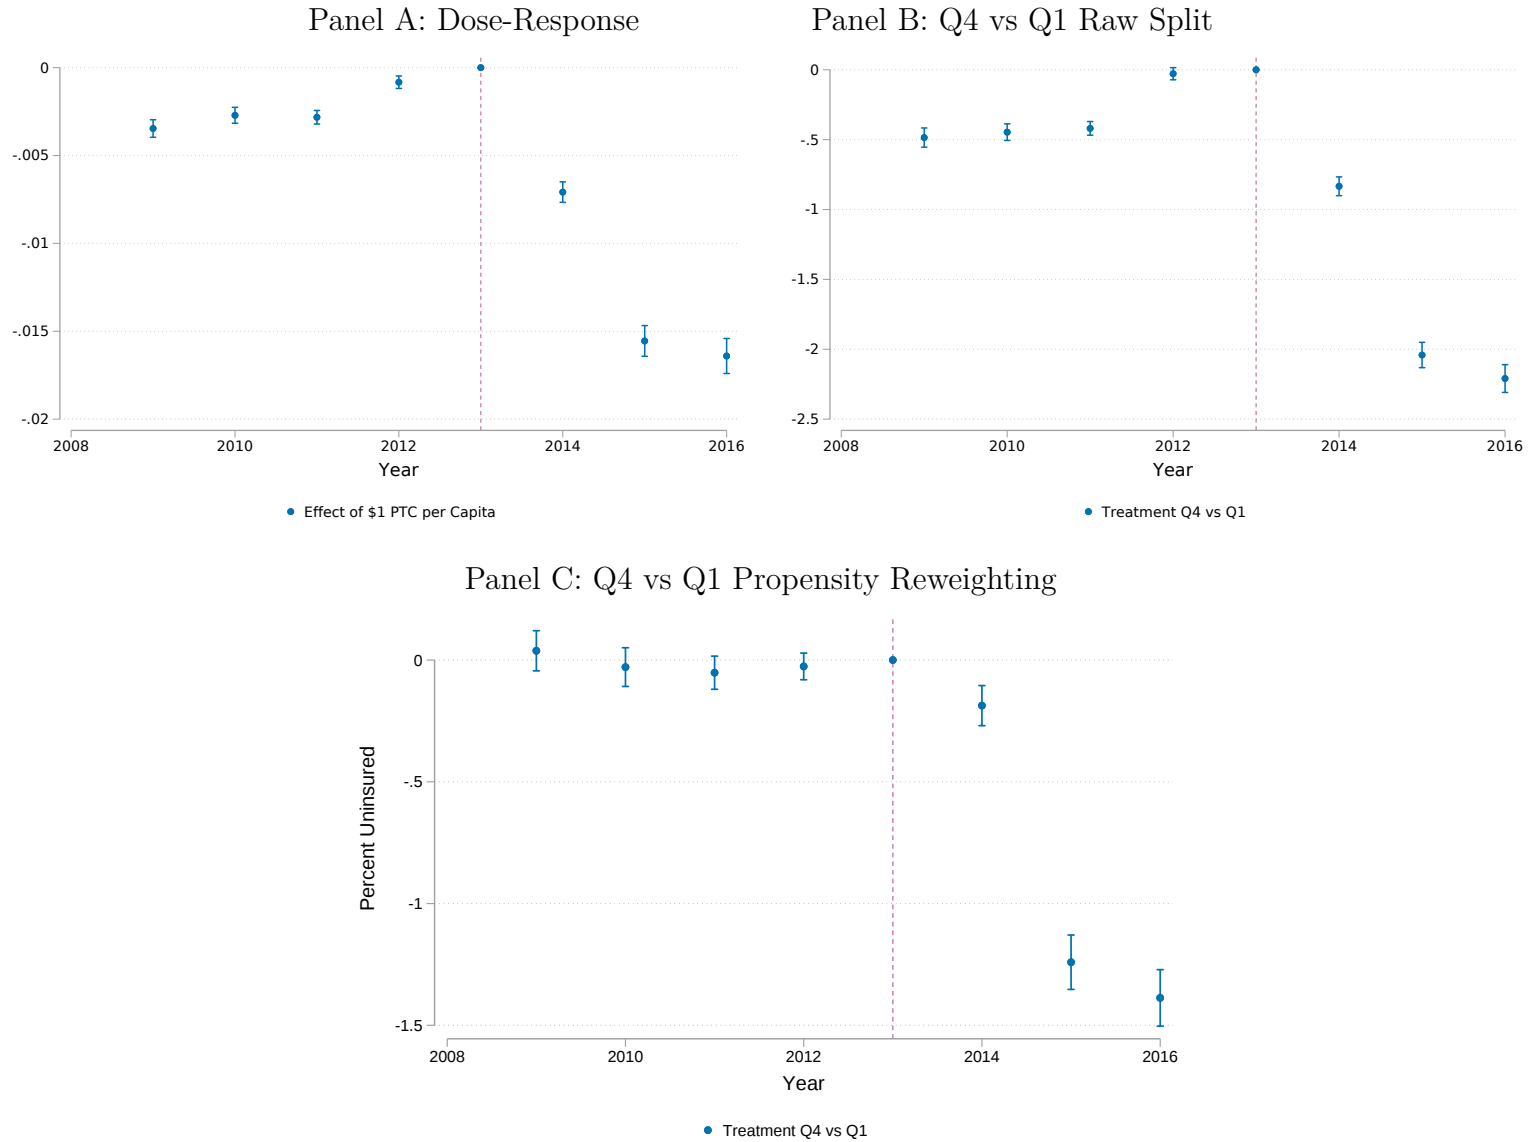 Panel A: Dose-Response
0
-.005
-.01
-.015
-.02
2008 2010 2012 2014 2016
Year
Effect of $1 PTC per Capita
Panel B: Q4 vs Q1 Raw Split
0
-.5
-1
-1.5
-2
-2.5
2008 2010 2012 2014 2016
Year
Treatment Q4 vs Q1
Panel C: Q4 vs Q1 Propensity Reweighting
Percent Uninsured
0
-.5
-1
-1.5
2008 2010 2012 2014 2016
Year
Treatment Q4 vs Q1